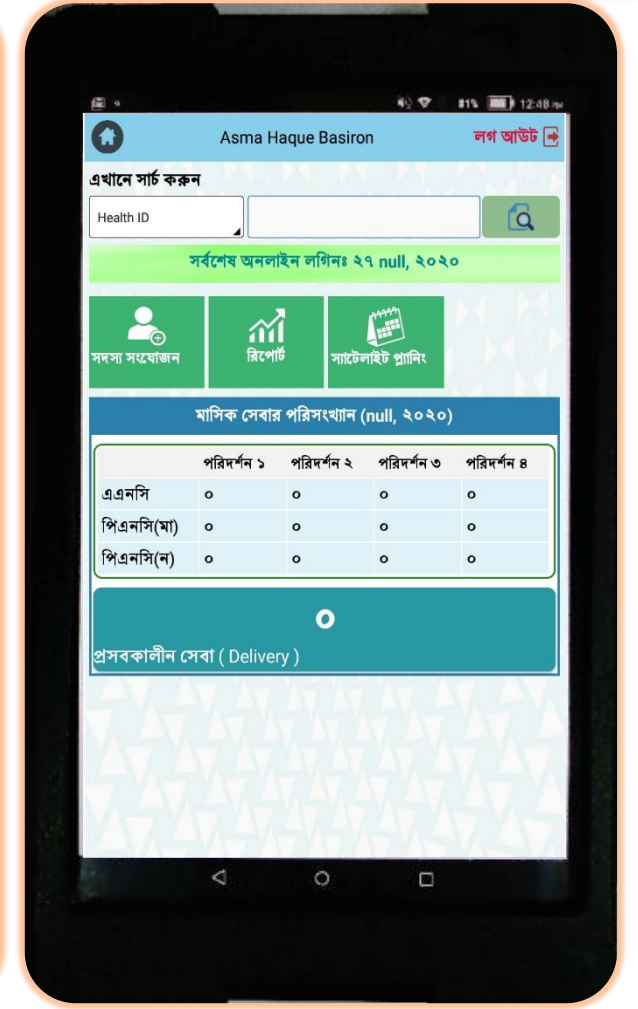 81% 12:48 PM
Asma Haque Basiron লগ আউট
এখানে সার্চ করুন
Health ID
সর্বশেষ অনলাইন লগিনঃ ২৭ null, ২০২০
সদস্য সংযোজন রিপোর্ট স্যাটেলাইট প্ল্যানিং
মাসিক সেবার পরিসংখ্যান (null, ২০২০)
পরিদর্শন ১ পরিদর্শন ২ পরিদর্শন ৩ পরিদর্শন ৪
এএনসি ০ ০ ০ ০
পিএনসি(মা) ০ ০ ০ ০
পিএনসি(ন) ০ ০ ০ ০
০
প্রসবকালীন সেবা ( Delivery )